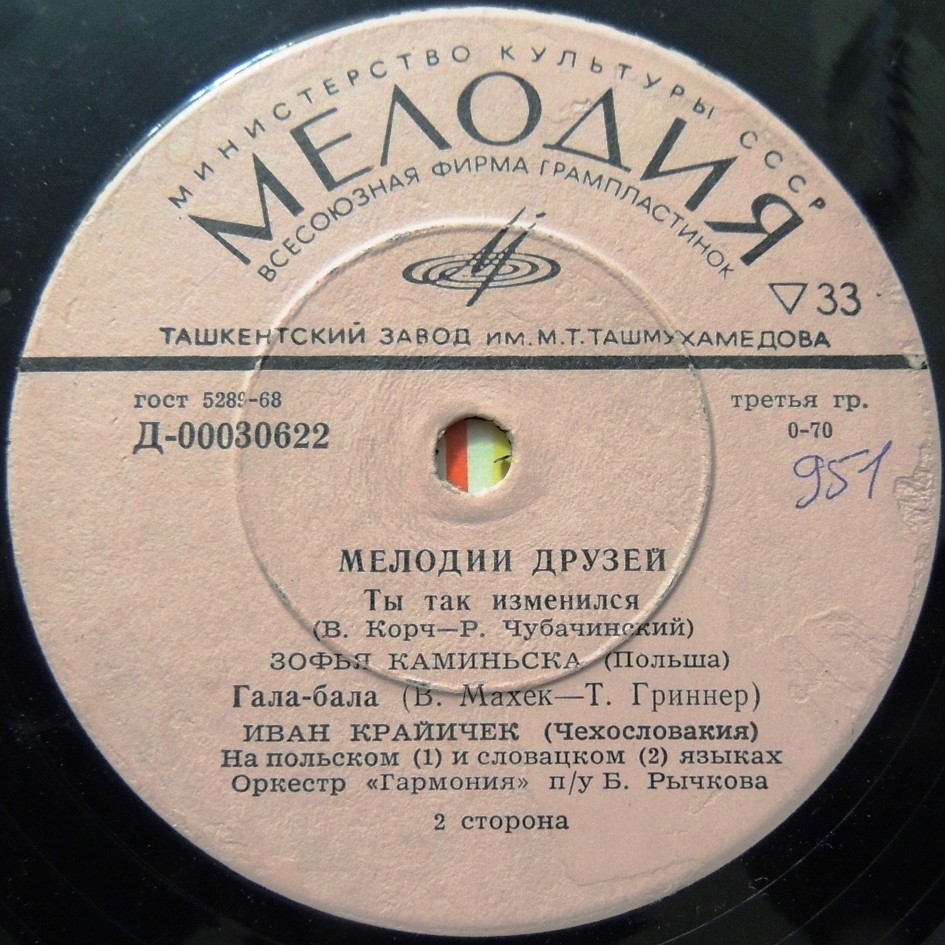 МИНИСТЕРСТВО КУЛЬТУРЫ СССР
МЕЛОДИЯ
ВСЕСОЮЗНАЯ ФИРМА ГРАМПЛАСТИНОК
▽33
ТАШКЕНТСКИЙ ЗАВОД ИМ. М. Т. ТАШМУХАМЕДОВА
гост 5289-68
третья гр.
Д-00030622
0-70
951
МЕЛОДИИ ДРУЗЕЙ
Ты так изменился
(В. Корч—Р. Чубачинский)
ЗОФЬЯ КАМИНЬСКА (Польша)
Гала-бала (В. Махек—Т. Гриннер)
ИВАН КРАЙИЧЕК (Чехословакия)
На польском (1) и словацком (2) языках
Оркестр «Гармония» п/у Б. Рычкова
2 сторона